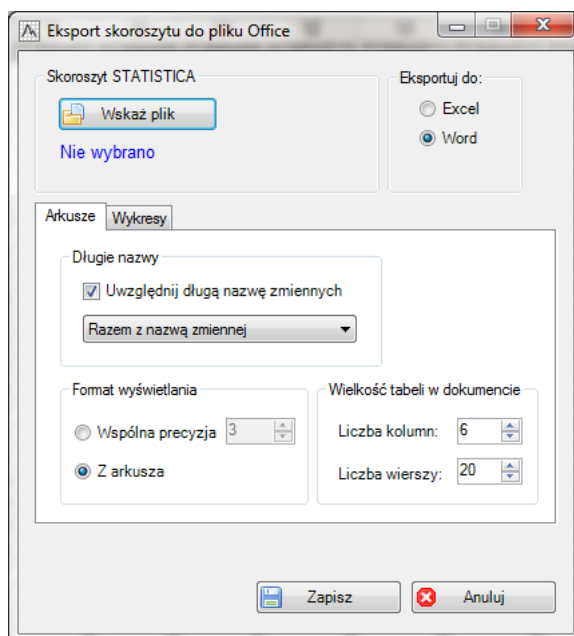 Eksport skoroszytu do pliku Office
Skoroszyt STATISTICA
Wskaż plik
Nie wybrano
Eksportuj do:
Excel
Word
Arkusze
Wykresy
Długie nazwy
Uwzględnij długą nazwę zmiennych
Razem z nazwą zmiennej
Format wyświetlania
Wspólna precyzja 3
Z arkusza
Wielkość tabeli w dokumencie
Liczba kolumn: 6
Liczba wierszy: 20
Zapisz
Anuluj